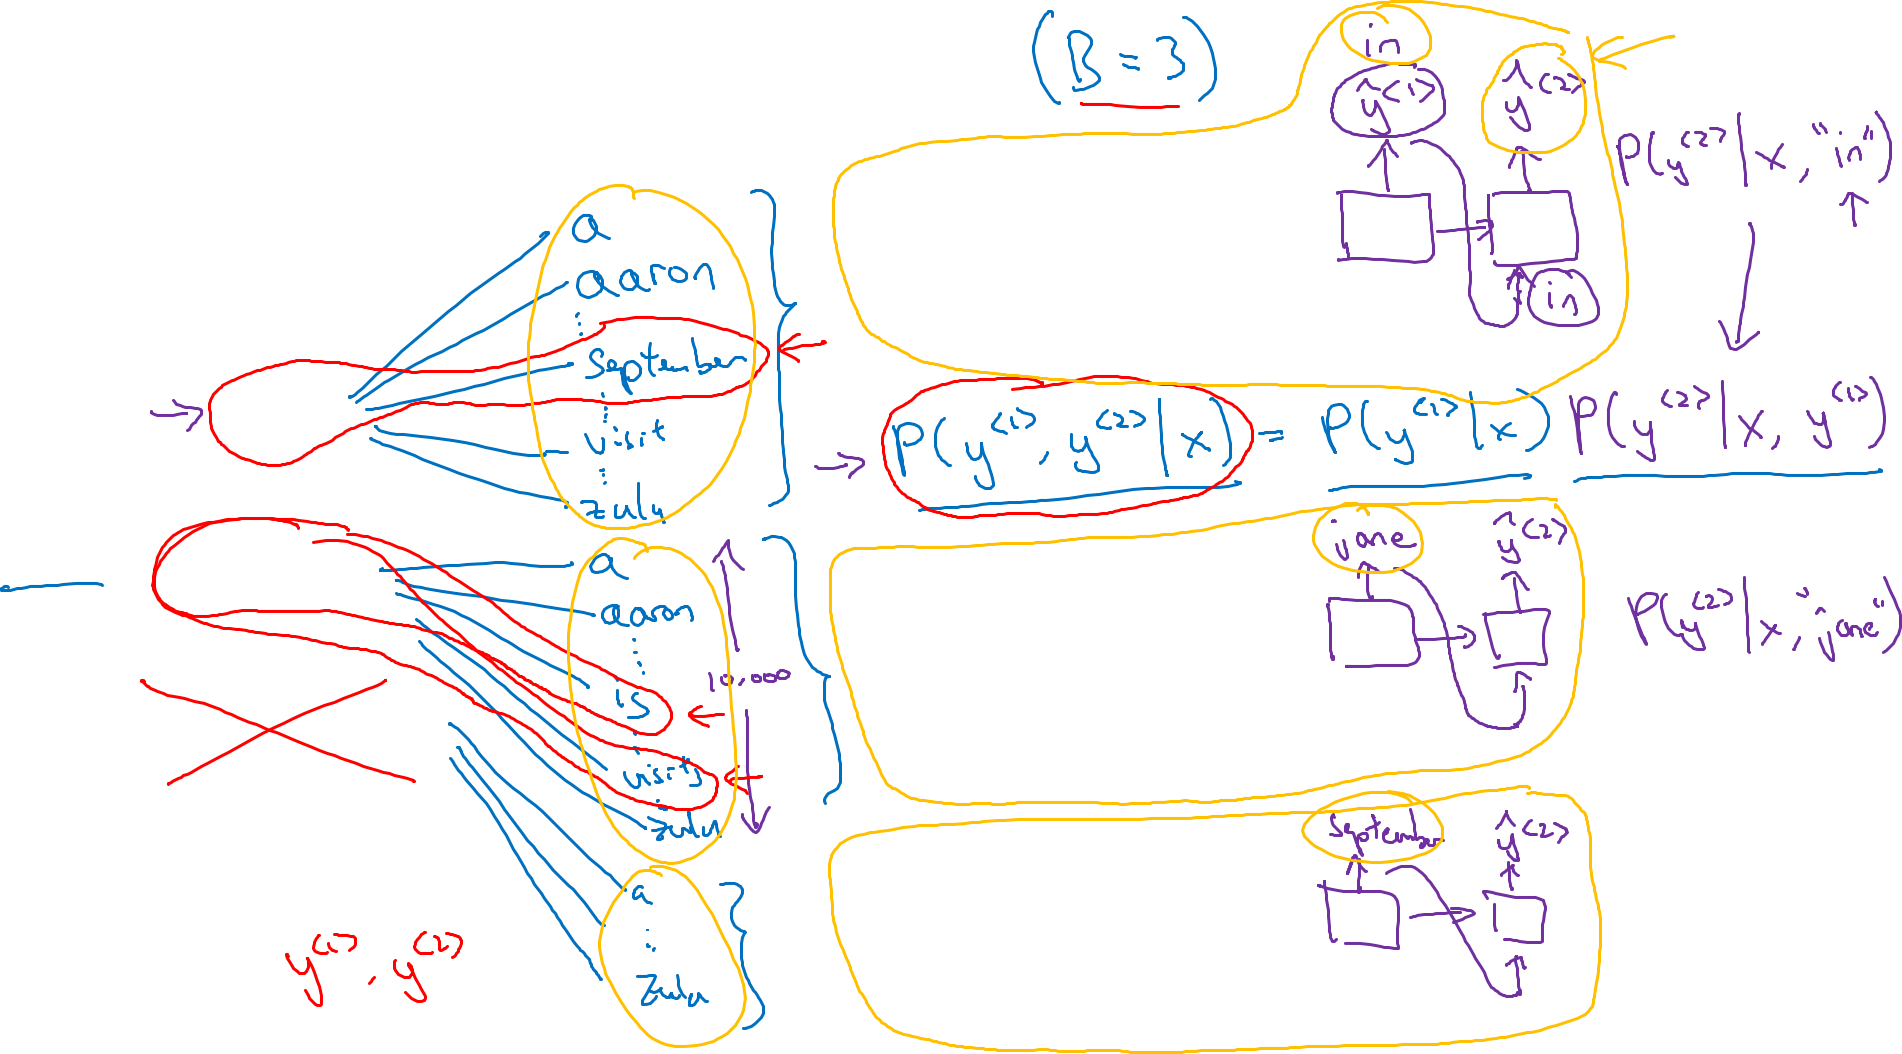 (B = 3)
in
ŷ<1> ŷ<2>
P(y<2> | x, "in")
in
a
aaron
⋮
September
⋮
visit
⋮
zulu
P(y<1>, y<2> | x) = P(y<1> | x) P(y<2> | x, y<1>)
jane ŷ<2>
P(y<2> | x, "jane")
a
aaron
⋮
is
10,000
⋮
visits
⋮
zulu
September ŷ<2>
a
⋮
zulu
y<1>, y<2>